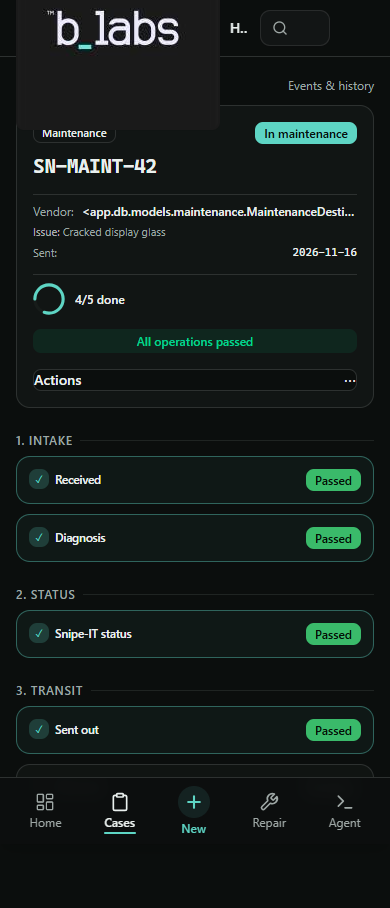 ™b_labs
H..
Events & history
Maintenance
In maintenance
SN-MAINT-42
Vendor: <app.db.models.maintenance.MaintenanceDesti...
Issue: Cracked display glass
Sent: 2026-11-16
4/5 done
All operations passed
Actions ...
1. INTAKE
✓ Received Passed
✓ Diagnosis Passed
2. STATUS
✓ Snipe-IT status Passed
3. TRANSIT
✓ Sent out Passed
Home Cases New Repair Agent